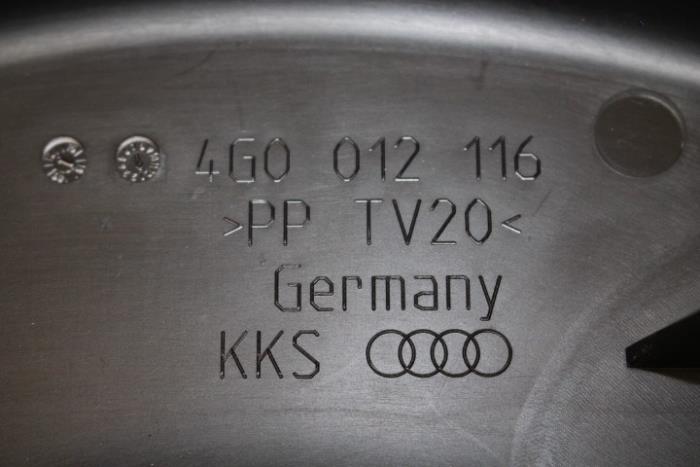 4G0 012 116
>PP TV20<
Germany
KKS